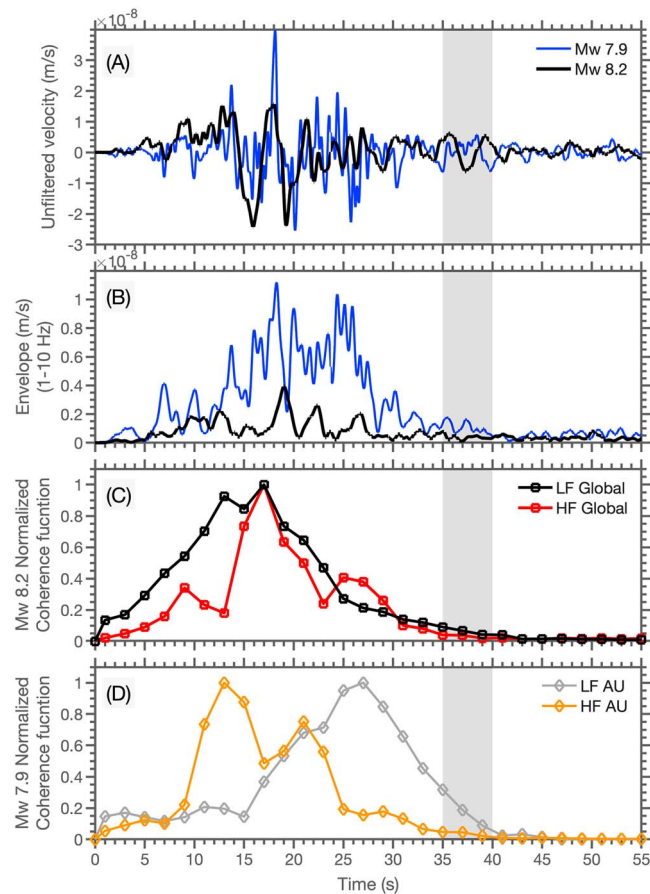 ×10⁻⁸
(A)
Mw 7.9
Mw 8.2
Unfiltered velocity (m/s)
4
3
2
1
0
-1
-2
-3
×10⁻⁸
(B)
Envelope (m/s)
(1-10 Hz)
1
0.8
0.6
0.4
0.2
0
(C)
LF Global
HF Global
Mw 8.2 Normalized
Coherence fucntion
1
0.8
0.6
0.4
0.2
0
(D)
LF AU
HF AU
Mw 7.9 Normalized
Coherence fucntion
1
0.8
0.6
0.4
0.2
0
0 5 10 15 20 25 30 35 40 45 50 55
Time (s)